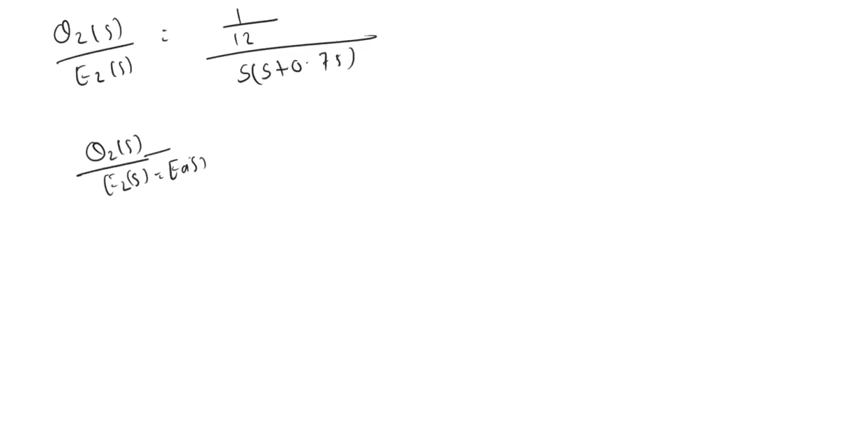 θ₂(s) / E₂(s) = (1/12) / (s(s+0.75))
θ₂(s) / E₂(s) = Ea(s)